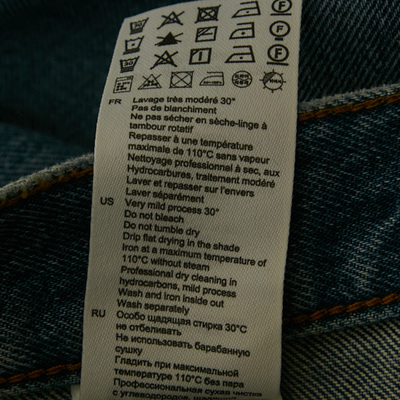 FR Lavage très modéré 30°
Pas de blanchiment
Ne pas sécher en sèche-linge à
tambour rotatif
Repasser à une température
maximale de 110°C sans vapeur
Nettoyage professionnel à sec, aux
Hydrocarbures, traitement modéré
Laver et repasser sur l'envers
Laver séparément
US Very mild process 30°
Do not bleach
Do not tumble dry
Drip flat drying in the shade
Iron at a maximum temperature of
110°C without steam
Professional dry cleaning in
hydrocarbons, mild process
Wash and iron inside out
Wash separately
RU Особо щадящая стирка 30°C
не отбеливать
Не использовать барабанную
сушку
Гладить при максимальной
температуре 110°C без пара
Профессиональная сухая чистка
с углеводородом,